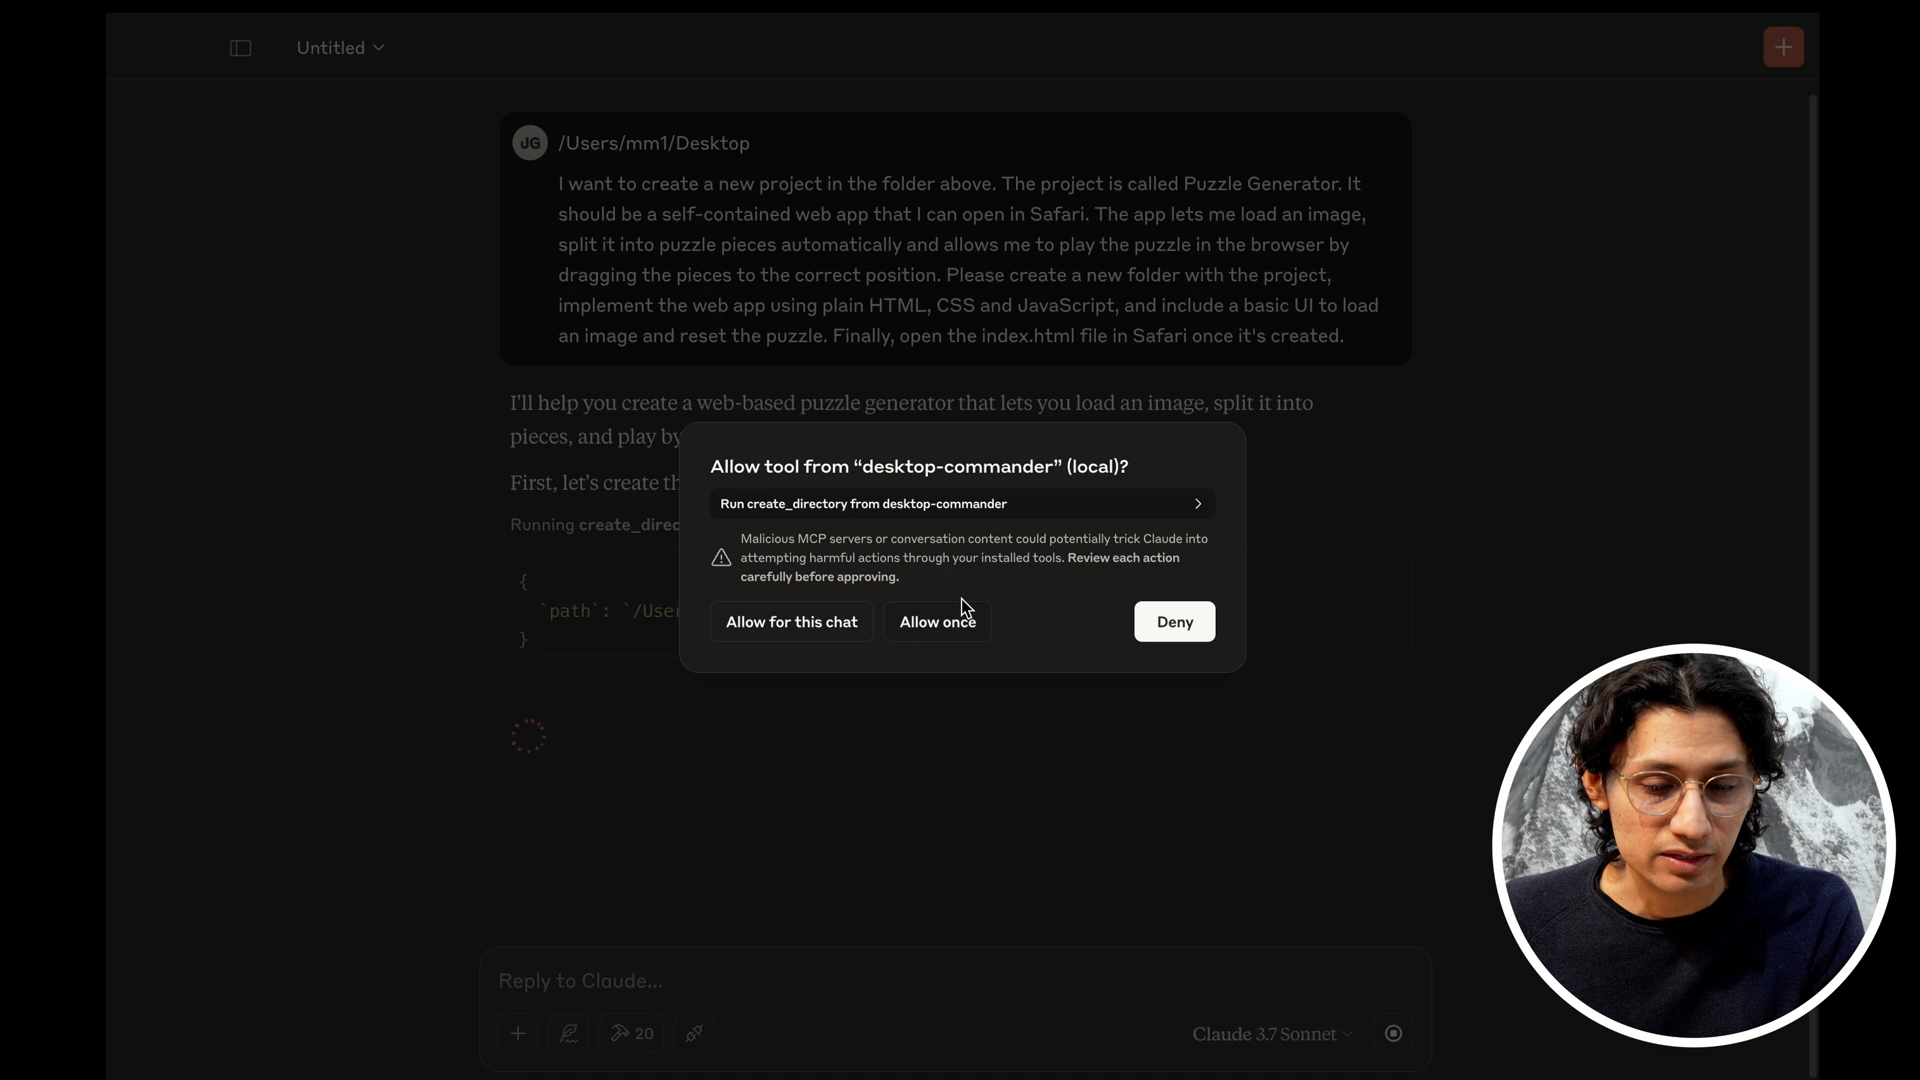 Untitled
JG
/Users/mm1/Desktop
I want to create a new project in the folder above. The project is called Puzzle Generator. It
should be a self-contained web app that I can open in Safari. The app lets me load an image,
split it into puzzle pieces automatically and allows me to play the puzzle in the browser by
dragging the pieces to the correct position. Please create a new folder with the project,
implement the web app using plain HTML, CSS and JavaScript, and include a basic UI to load
an image and reset the puzzle. Finally, open the index.html file in Safari once it's created.
I'll help you create a web-based puzzle generator that lets you load an image, split it into
pieces, and play by
First, let's create th
Running create_direc
{
`path`: `/User
}
Allow tool from “desktop-commander” (local)?
Run create_directory from desktop-commander
Malicious MCP servers or conversation content could potentially trick Claude into
attempting harmful actions through your installed tools. Review each action
carefully before approving.
Allow for this chat
Allow once
Deny
Reply to Claude...
20
Claude 3.7 Sonnet